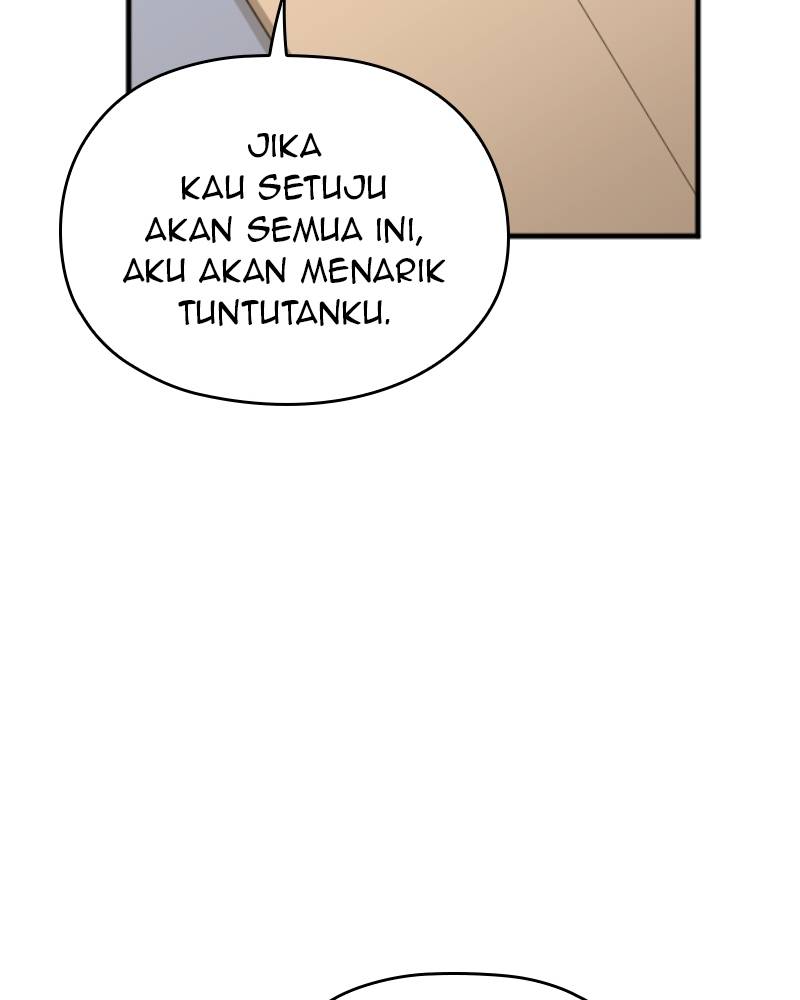 JIKA
KAU SETUJU
AKAN SEMUA INI,
AKU AKAN MENARIK
TUNTUTANKU.